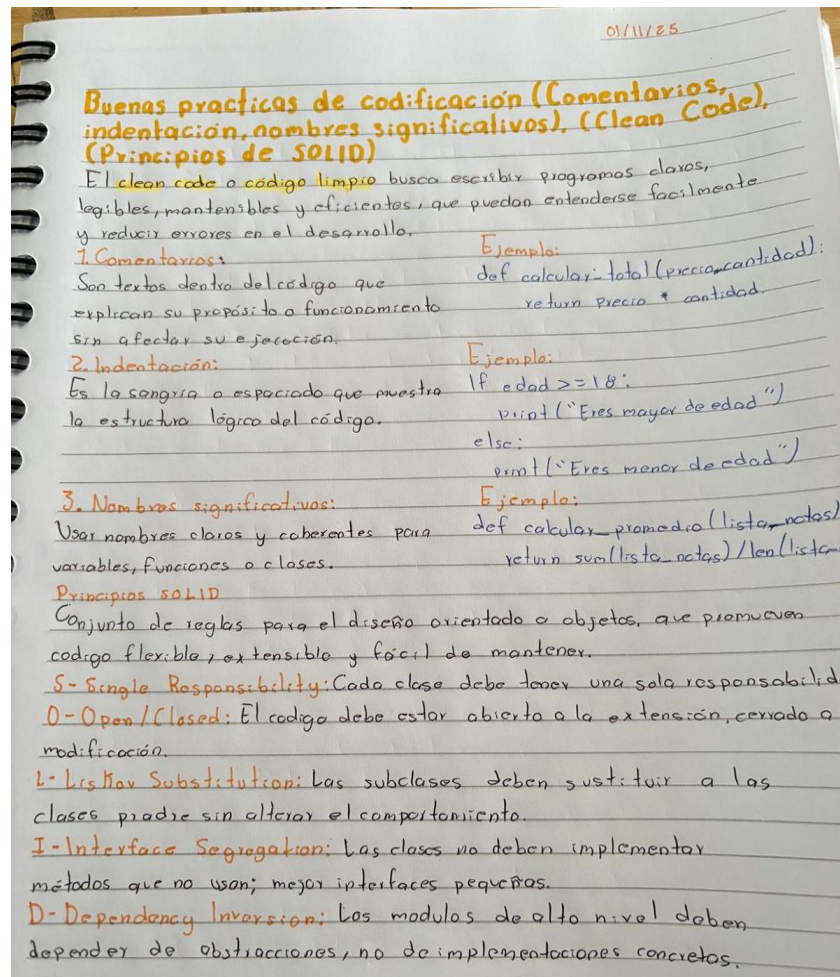 01/11/25
Buenas practicas de codificación (Comentarios,
indentación, nombres significativos), (Clean Code),
(Principios de SOLID)
El clean code o código limpio busca escribir programas claros,
legibles, mantenibles y eficientes, que puedan entenderse facilmente
y reducir errores en el desarrollo.
1. Comentarios:
Son textos dentro del código que
explican su propósito o funcionamiento
sin afectar su ejecución.
Ejemplo:
def calcular_total(precio, cantidad):
return precio * cantidad.
2. Indentación:
Es la sangría o espaciado que muestra
la estructura lógica del código.
Ejemplo:
If edad >= 18:
print("Eres mayor de edad")
else:
print("Eres menor de edad")
3. Nombres significativos:
Usar nombres claros y coherentes para
variables, funciones o clases.
Ejemplo:
def calcular_promedio(lista_notas)
return sum(lista_notas)/len(lista_
Principios SOLID
Conjunto de reglas para el diseño orientado a objetos, que promueven
codigo flexible, extensible y fácil de mantener.
S-Single Responsibility: Cada clase debe tener una sola responsabilid
O-Open/Closed: El codigo debe estar abierto a la extensión, cerrado a
modificación.
L-Liskov Substitution: Las subclases deben sustituir a las
clases pradre sin alterar el comportamiento.
I-Interface Segregation: Las clases no deben implementar
métodos que no usan; mejor interfaces pequeñas.
D-Dependency Inversion: Los modulos de alto nivel deben
depender de abstracciones, no de implementaciones concretas.